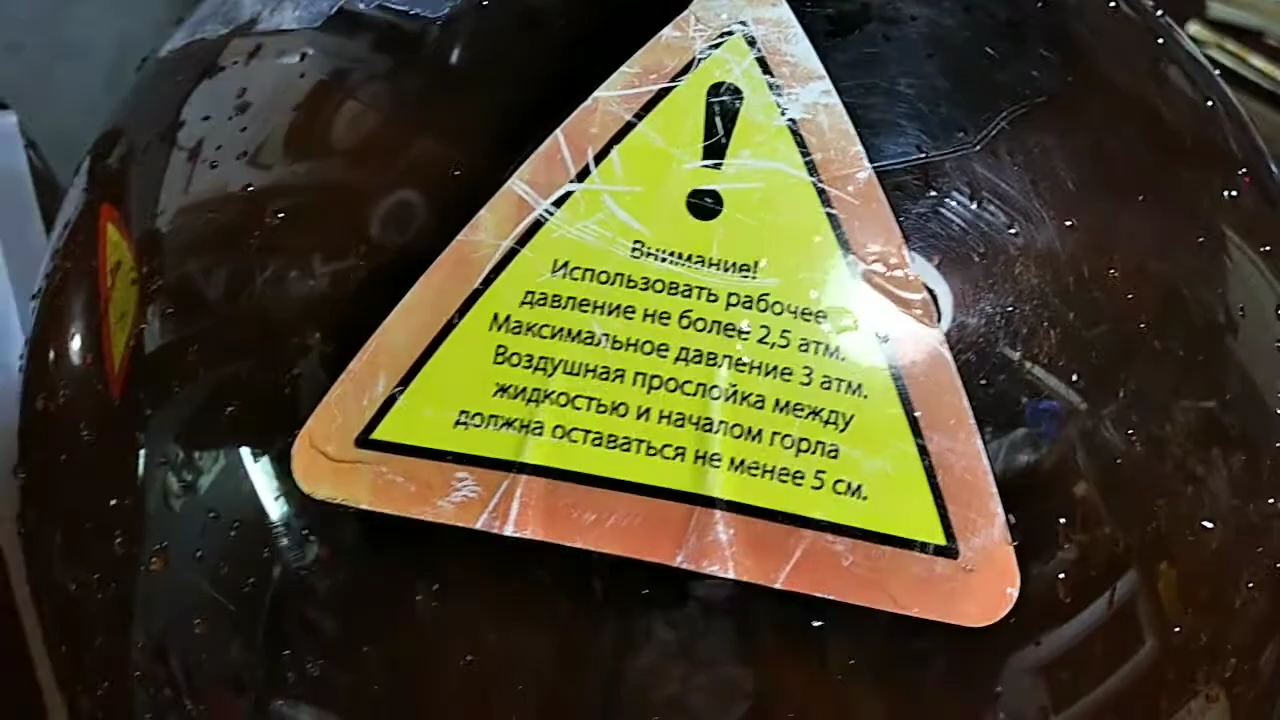 !
Внимание!
Использовать рабочее
давление не более 2,5 атм.
Максимальное давление 3 атм.
Воздушная прослойка между
жидкостью и началом горла
должна оставаться не менее 5 см.